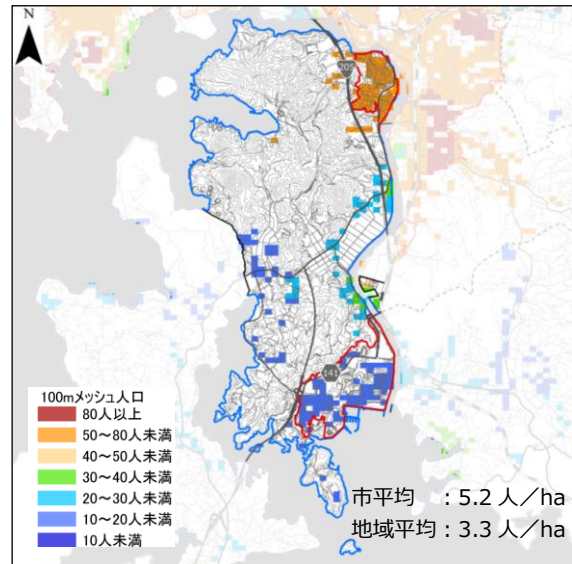 N
205
141
100mメッシュ人口
80人以上
50～80人未満
40～50人未満
30～40人未満
20～30人未満
10～20人未満
10人未満
市平均　：5.2 人／ha
地域平均：3.3 人／ha